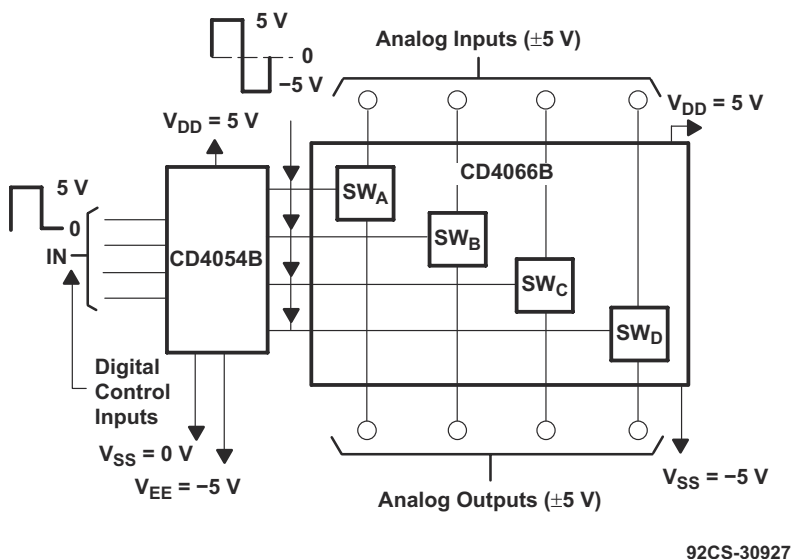 5 V
0
−5 V
Analog Inputs (±5 V)
VDD = 5 V
VDD = 5 V
5 V
0
IN
CD4054B
CD4066B
SWA
SWB
SWC
SWD
Digital
Control
Inputs
VSS = 0 V
VEE = −5 V
Analog Outputs (±5 V)
VSS = −5 V
92CS-30927